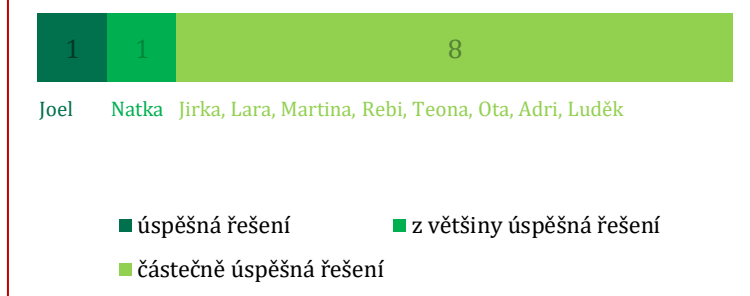 1 1 8
Joel Natka Jirka, Lara, Martina, Rebi, Teona, Ota, Adri, Luděk
úspěšná řešení z většiny úspěšná řešení
částečně úspěšná řešení